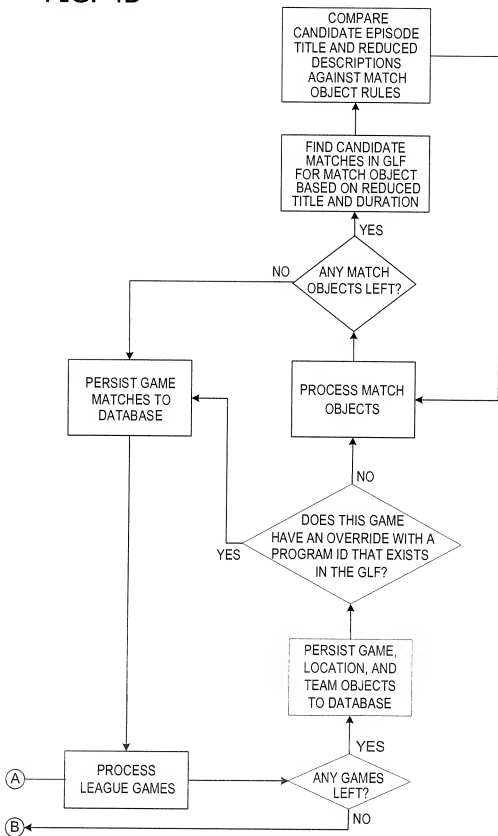 COMPARE
CANDIDATE EPISODE
TITLE AND REDUCED
DESCRIPTIONS
AGAINST MATCH
OBJECT RULES
FIND CANDIDATE
MATCHES IN GLF
FOR MATCH OBJECT
BASED ON REDUCED
TITLE AND DURATION
YES
NO
ANY MATCH
OBJECTS LEFT?
PERSIST GAME
MATCHES TO
DATABASE
PROCESS MATCH
OBJECTS
NO
DOES THIS GAME
HAVE AN OVERRIDE WITH A
PROGRAM ID THAT EXISTS
IN THE GLF?
YES
PERSIST GAME,
LOCATION, AND
TEAM OBJECTS
TO DATABASE
YES
A
PROCESS
LEAGUE GAMES
ANY GAMES
LEFT?
NO
B